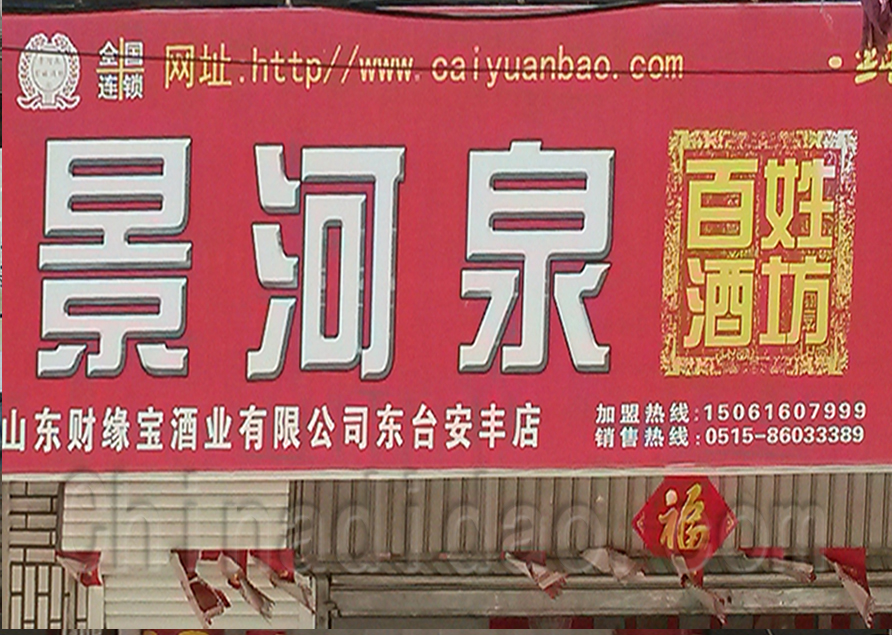 全国
连锁
网址.http//www.caiyuanbao.com
景河泉
百姓
酒坊
山东财缘宝酒业有限公司东台安丰店
加盟热线:15061607999
销售热线:0515-86033389
福
chinadidao.com